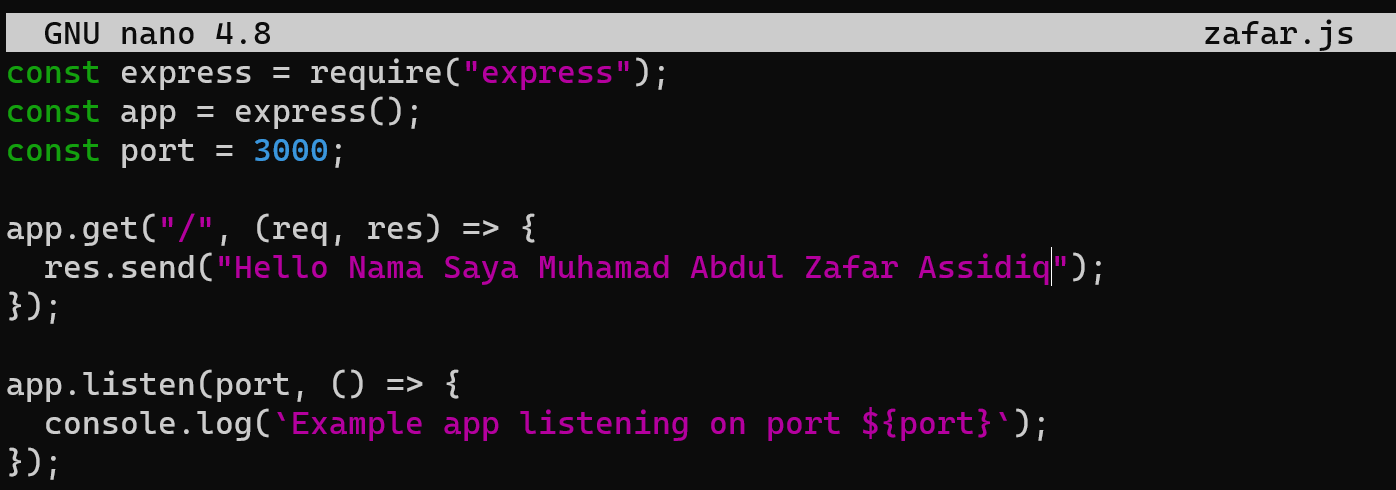 GNU nano 4.8 zafar.js
const express = require("express");
const app = express();
const port = 3000;

app.get("/", (req, res) => {
  res.send("Hello Nama Saya Muhamad Abdul Zafar Assidiq");
});

app.listen(port, () => {
  console.log(`Example app listening on port ${port}`);
});